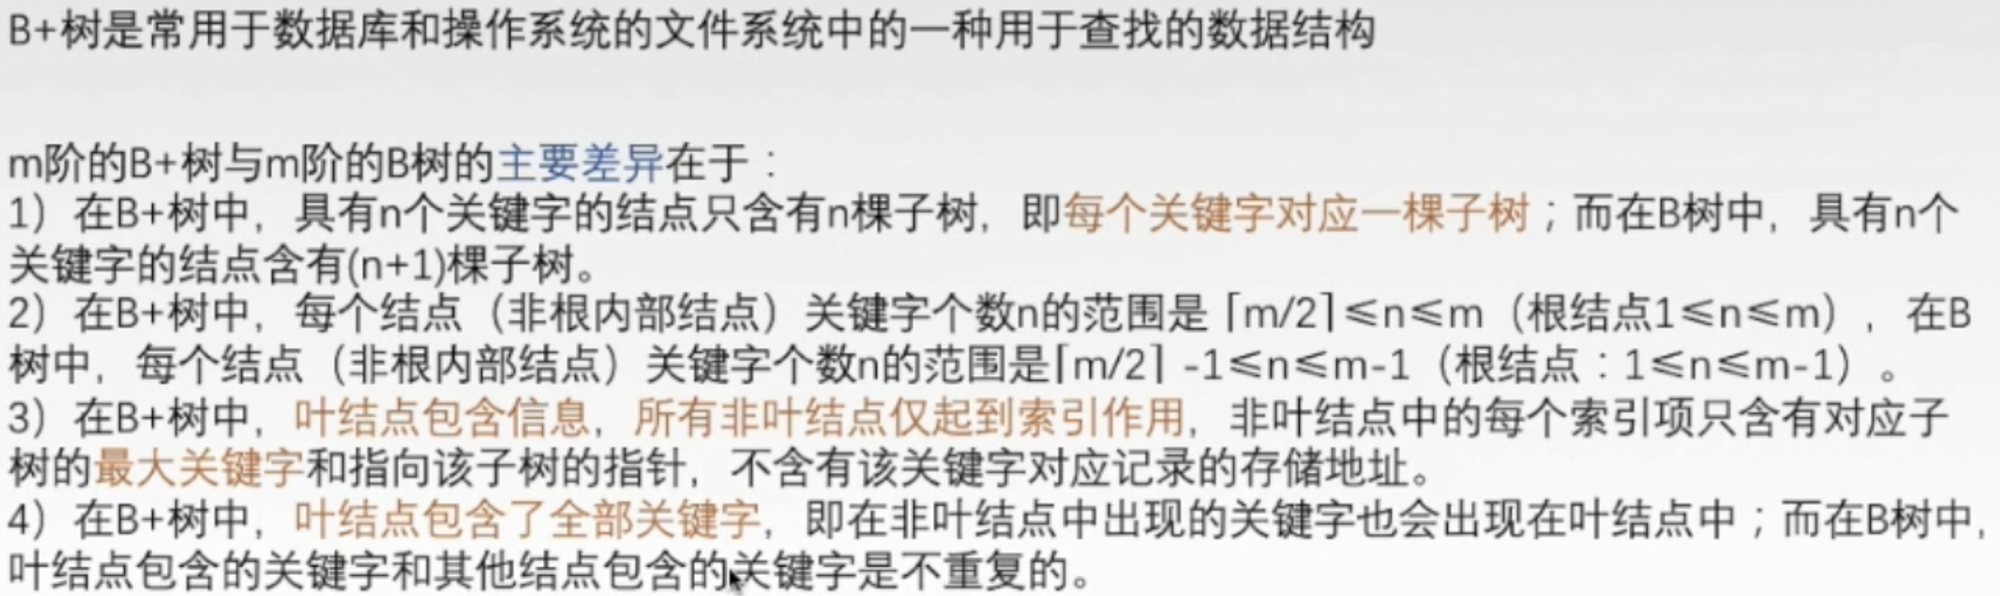 B+树是常用于数据库和操作系统的文件系统中的一种用于查找的数据结构
m阶的B+树与m阶的B树的主要差异在于：
1）在B+树中，具有n个关键字的结点只含有n棵子树，即每个关键字对应一棵子树；而在B树中，具有n个
关键字的结点含有(n+1)棵子树。
2）在B+树中，每个结点（非根内部结点）关键字个数n的范围是⌈m/2⌉≤n≤m（根结点1≤n≤m），在B
树中，每个结点（非根内部结点）关键字个数n的范围是⌈m/2⌉ -1≤n≤m-1（根结点：1≤n≤m-1）。
3）在B+树中，叶结点包含信息，所有非叶结点仅起到索引作用，非叶结点中的每个索引项只含有对应子
树的最大关键字和指向该子树的指针，不含有该关键字对应记录的存储地址。
4）在B+树中，叶结点包含了全部关键字，即在非叶结点中出现的关键字也会出现在叶结点中；而在B树中，
叶结点包含的关键字和其他结点包含的关键字是不重复的。